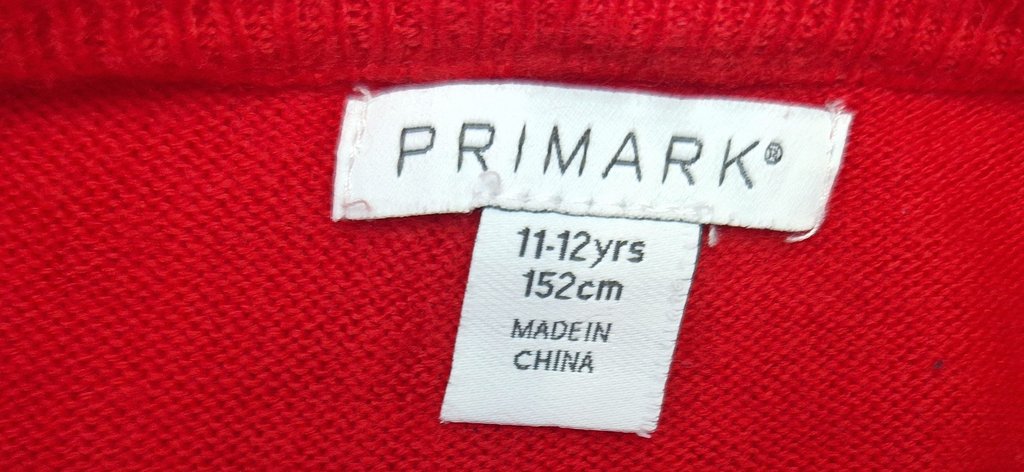 PRIMARK®
11-12yrs
152cm
MADE IN
CHINA